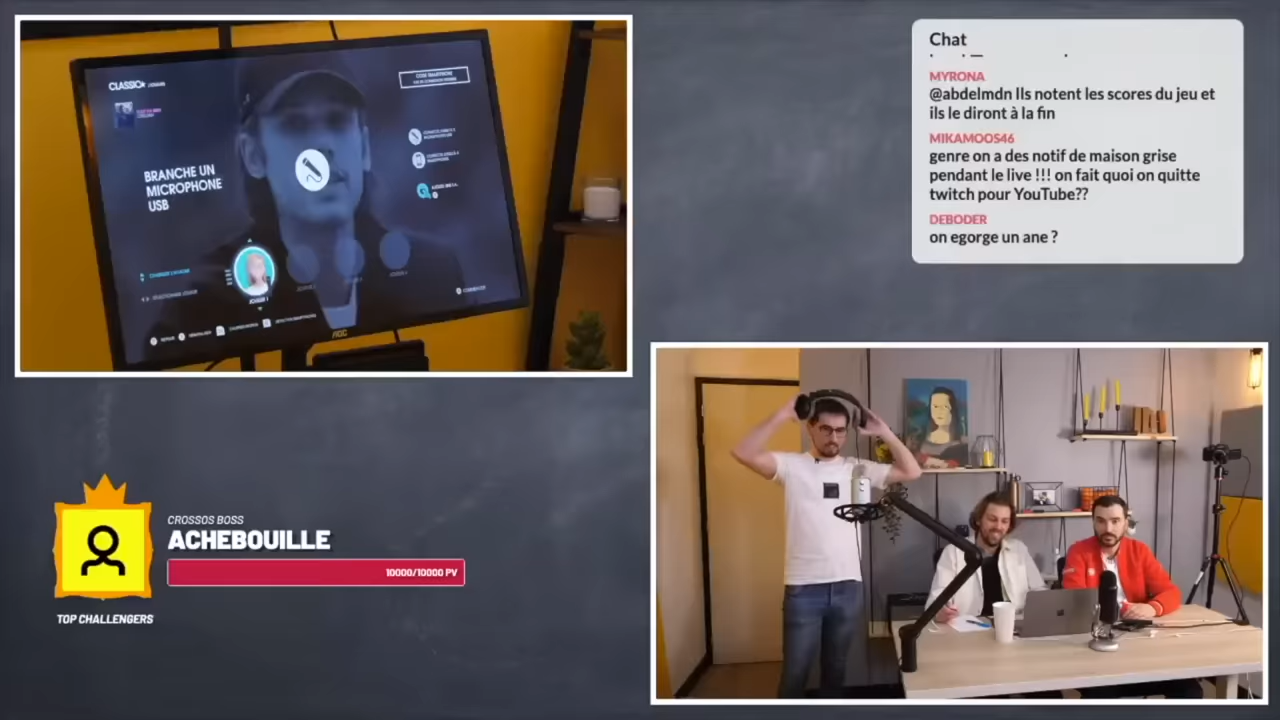 CLASSIC
BRANCHE UN
MICROPHONE
USB
AOC
Chat
MYRONA
@abdelmdn Ils notent les scores du jeu et
ils le diront à la fin
MIKAMOOS46
genre on a des notif de maison grise
pendant le live !!! on fait quoi on quitte
twitch pour YouTube??
DEBODER
on egorge un ane ?
CROSSOS BOSS
ACHEBOUILLE
10000/10000 PV
TOP CHALLENGERS